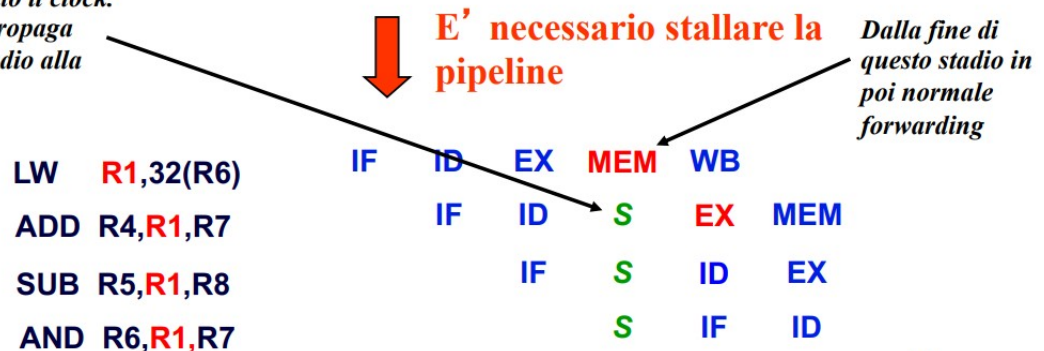 il clock.
ropaga
dio alla
E’ necessario stallare la
pipeline
Dalla fine di
questo stadio in
poi normale
forwarding
LW R1,32(R6) IF ID EX MEM WB
ADD R4,R1,R7 IF ID S EX MEM
SUB R5,R1,R8 IF S ID EX
AND R6,R1,R7 S IF ID